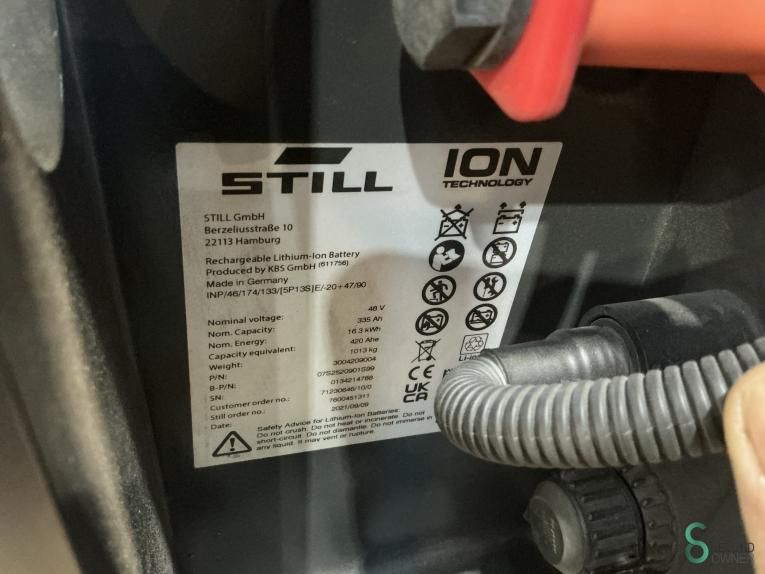 STILL
ION
TECHNOLOGY
STILL GmbH
Berzeliusstraße 10
22113 Hamburg
Rechargeable Lithium-Ion Battery
Produced by KBS GmbH (611756)
Made in Germany
INP/46/174/133/[5P13S]E/-20+47/90
Nominal voltage: 48 V
Nom. Capacity: 335 Ah
Nom. Energy: 16.3 kWh
Capacity equivalent: 420 Ahe
Weight: 1013 kg
P/N: 3004209004
B-P/N: 07S2520901S99
SN: 0134214788
Customer order no.: 71230646/10/0
Still order no.: 7600451311
Date: 2021/09/09
Li-Ion
CE
UK
CA
Safety Advice for Lithium-Ion Batteries:
Do not crush. Do not heat or incinerate. Do not
short-circuit. Do not dismantle. Do not immerse in
any liquid. It may vent or rupture.
OWNER